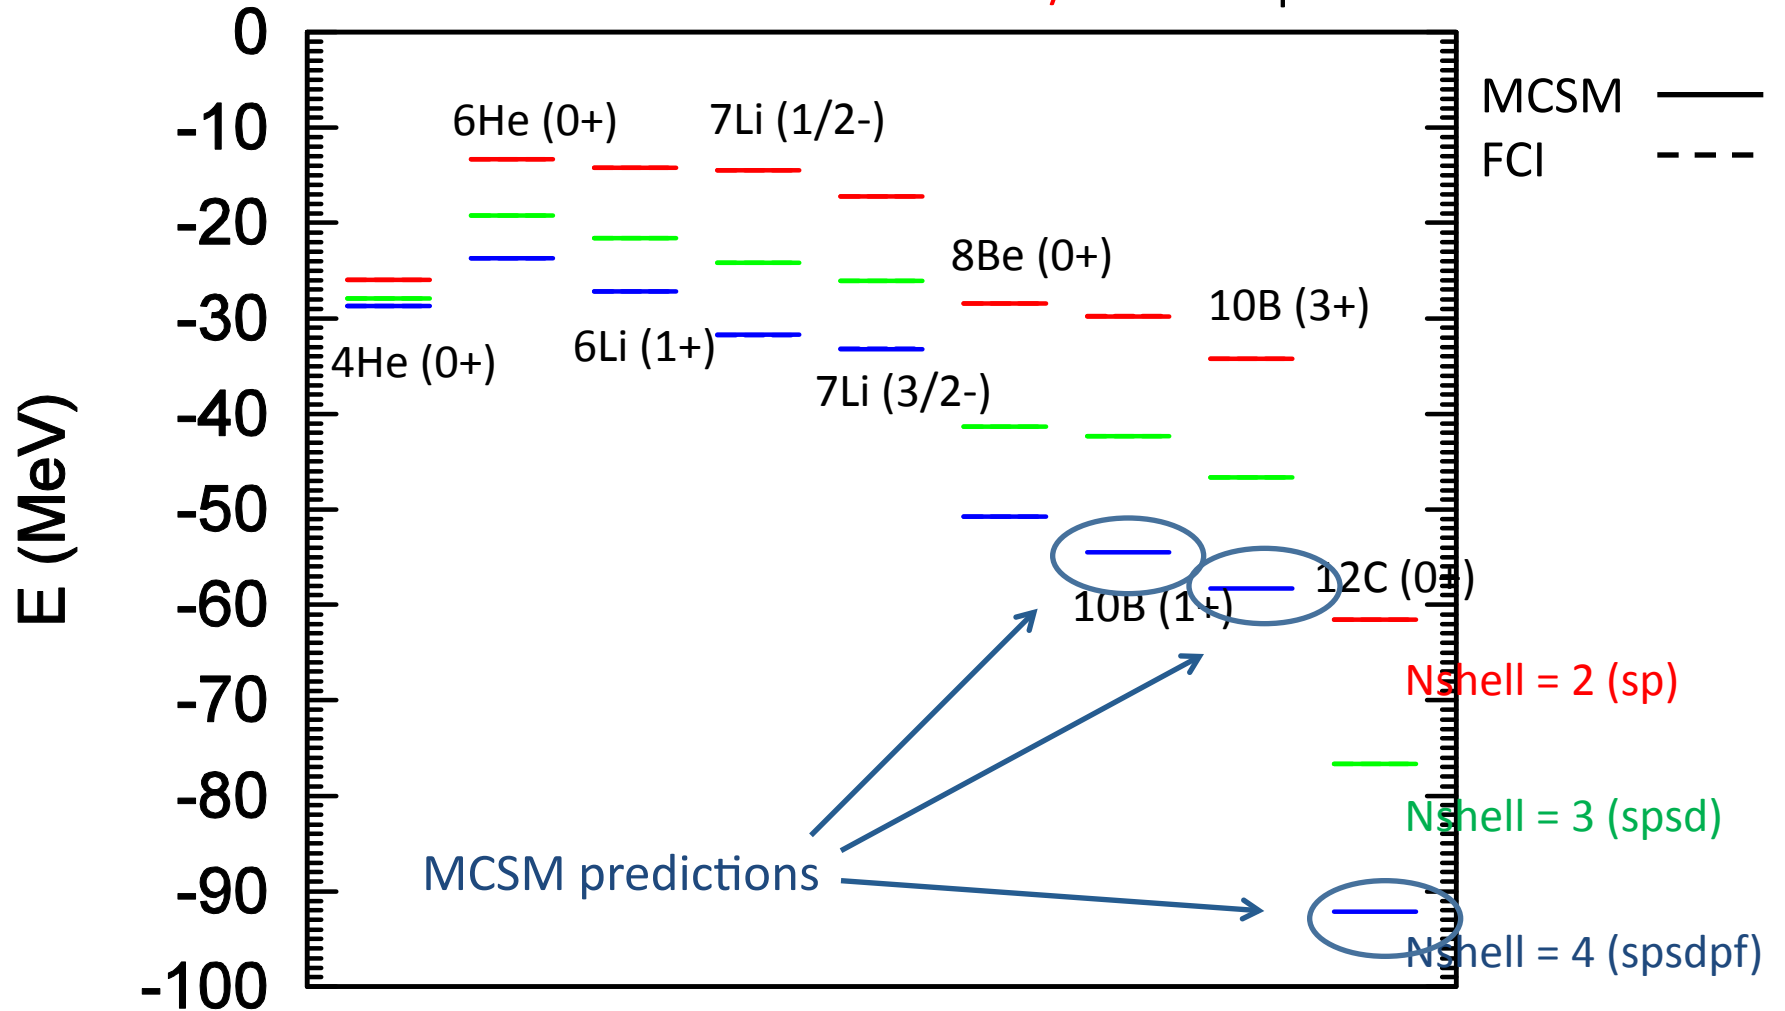 0
-10
-20
-30
-40
-50
-60
-70
-80
-90
-100
E (MeV)
6He (0+)
7Li (1/2-)
MCSM
FCI
8Be (0+)
10B (3+)
4He (0+)
6Li (1+)
7Li (3/2-)
12C (0+)
10B (1+)
Nshell = 2 (sp)
Nshell = 3 (spsd)
MCSM predictions
Nshell = 4 (spsdpf)